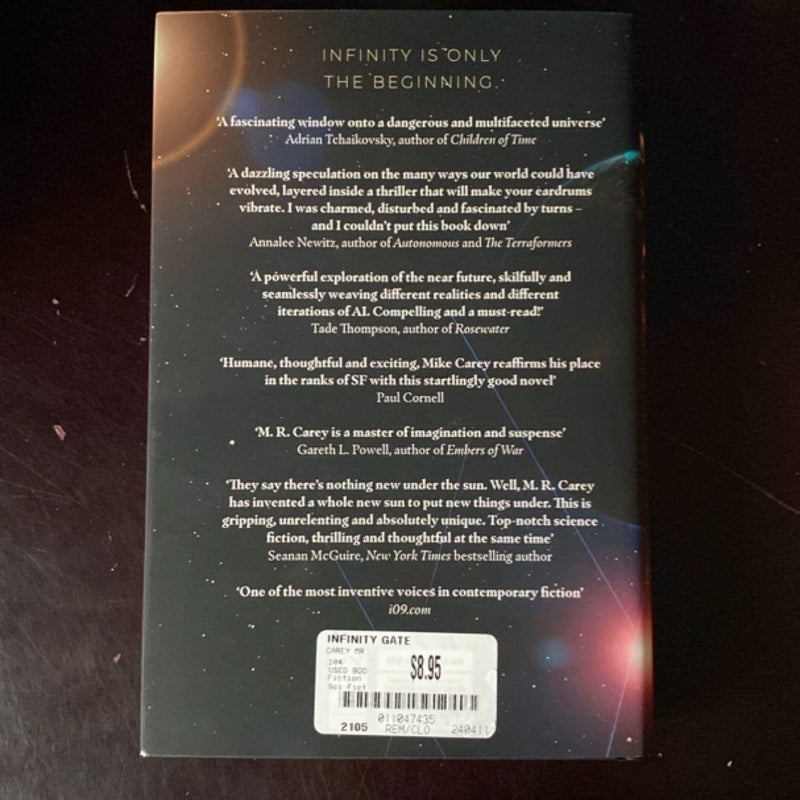 INFINITY IS ONLY
THE BEGINNING.
‘A fascinating window onto a dangerous and multifaceted universe’
Adrian Tchaikovsky, author of Children of Time
‘A dazzling speculation on the many ways our world could have
evolved, layered inside a thriller that will make your eardrums
vibrate. I was charmed, disturbed and fascinated by turns –
and I couldn’t put this book down’
Annalee Newitz, author of Autonomous and The Terraformers
‘A powerful exploration of the near future, skilfully and
seamlessly weaving different realities and different
iterations of AI. Compelling and a must-read!’
Tade Thompson, author of Rosewater
‘Humane, thoughtful and exciting, Mike Carey reaffirms his place
in the ranks of SF with this startlingly good novel’
Paul Cornell
‘M. R. Carey is a master of imagination and suspense’
Gareth L. Powell, author of Embers of War
‘They say there’s nothing new under the sun. Well, M. R. Carey
has invented a whole new sun to put new things under. This is
gripping, unrelenting and absolutely unique. Top-notch science
fiction, thrilling and thoughtful at the same time’
Seanan McGuire, New York Times bestselling author
‘One of the most inventive voices in contemporary fiction’
io9.com
INFINITY GATE
CAREY MR
104
USED BOO
Fiction
Sci Fict
$8.95
011047435
2105 REM/CLO 240411